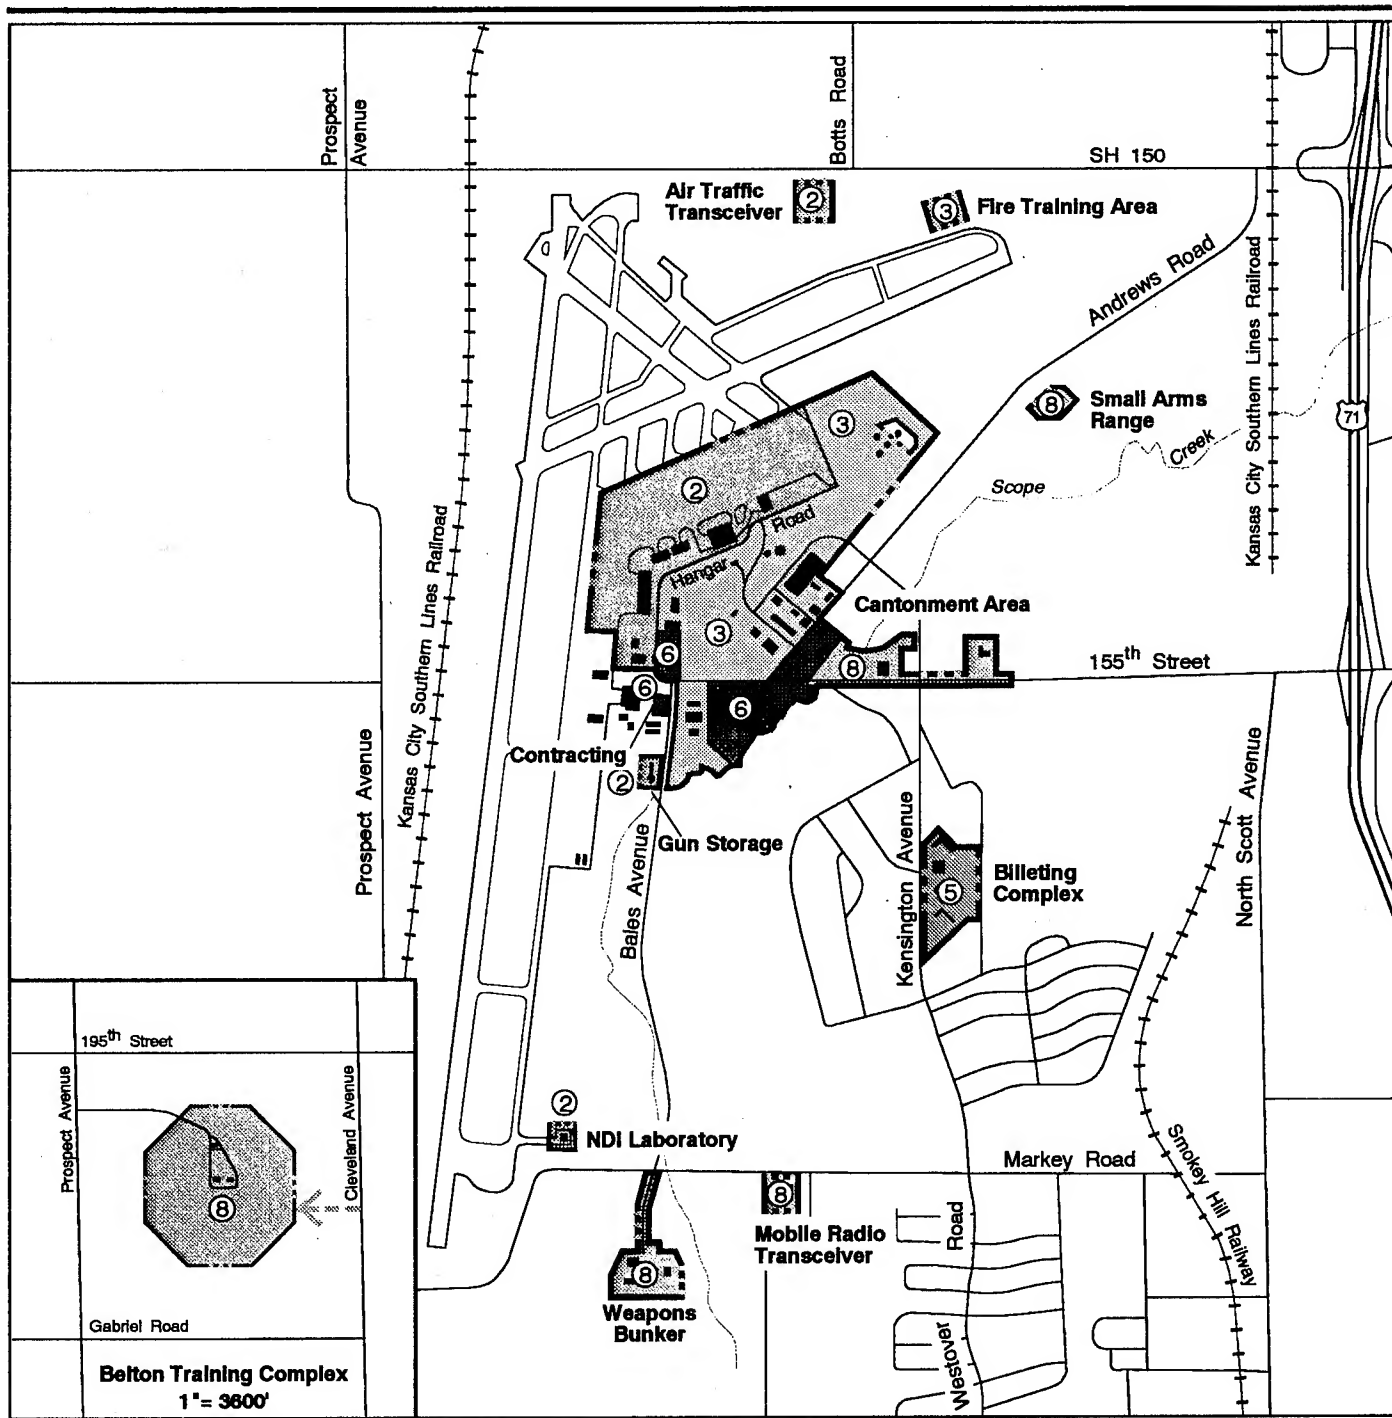 Prospect
Avenue
Botts Road
SH 150
Air Traffic
Transceiver
2
3
Fire Training Area
Andrews Road
Kansas City Southern Lines Railroad
71
8
Small Arms
Range
3
Creek
Scope
2
Road
Hangar
Kansas City Southern Lines Railroad
Cantonment Area
3
6
8
155th Street
6
6
Contracting
2
Gun Storage
Prospect Avenue
Bales Avenue
Kensington Avenue
5
Billeting
Complex
North Scott Avenue
195th Street
Prospect Avenue
Cleveland Avenue
8
Gabriel Road
Belton Training Complex
1"= 3600'
2
NDI Laboratory
Markey Road
Smokey Hill Railway
8
Mobile Radio
Transceiver
8
Weapons
Bunker
Westover Road